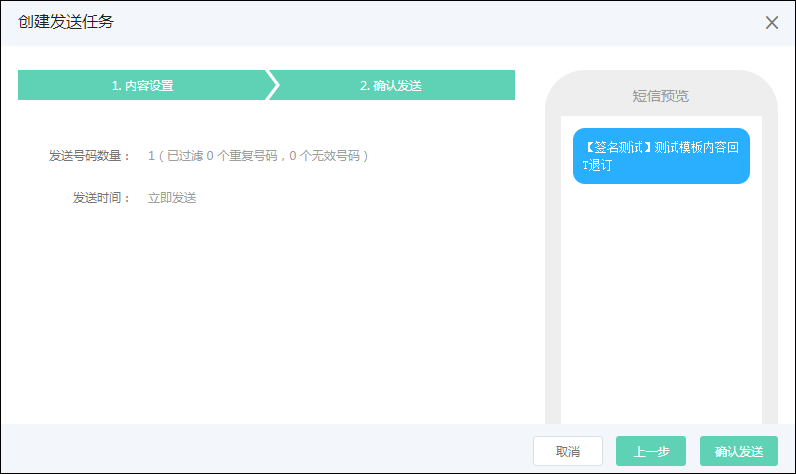 创建发送任务
1. 内容设置
2. 确认发送
发送号码数量： 1（已过滤 0 个重复号码，0 个无效号码）
发送时间： 立即发送
短信预览
【签名测试】测试模板内容回
T退订
取消
上一步
确认发送